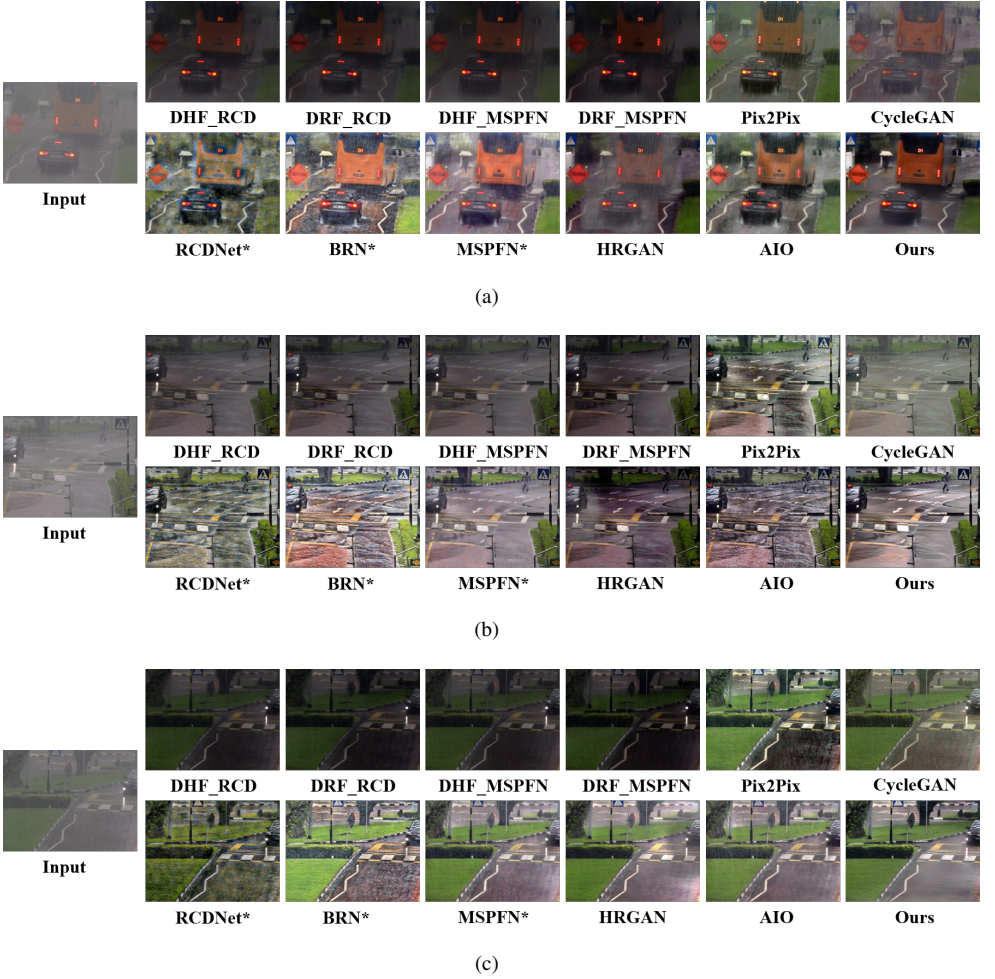 DHF_RCD DRF_RCD DHF_MSPFN DRF_MSPFN Pix2Pix CycleGAN
Input
RCDNet* BRN* MSPFN* HRGAN AIO Ours
(a)
DHF_RCD DRF_RCD DHF_MSPFN DRF_MSPFN Pix2Pix CycleGAN
Input
RCDNet* BRN* MSPFN* HRGAN AIO Ours
(b)
DHF_RCD DRF_RCD DHF_MSPFN DRF_MSPFN Pix2Pix CycleGAN
Input
RCDNet* BRN* MSPFN* HRGAN AIO Ours
(c)